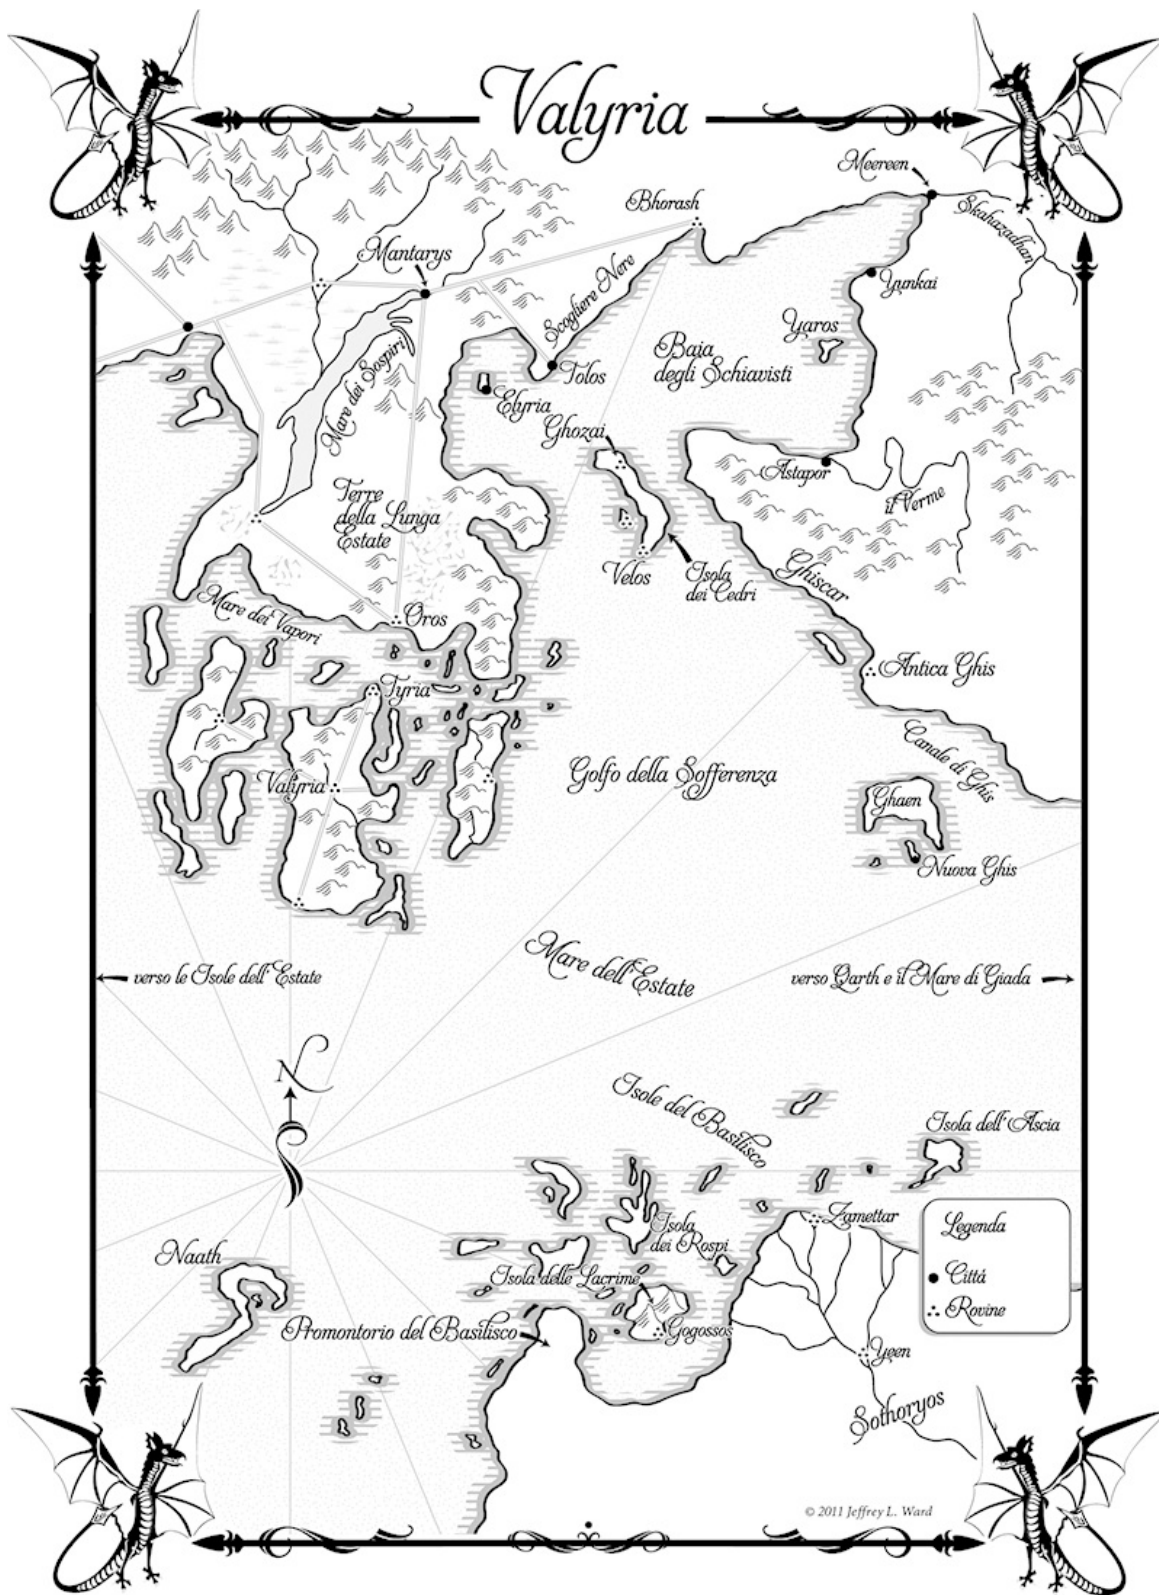 Valyria
Meereen
Skahazadhan
Bhorash
Mantarys
Yunkai
Scogliere Nere
Yaros
Baia
degli Schiavisti
Mare dei Sospiri
Tolos
Elyria
Ghozai
Astapor
il Verme
Terre
della Lunga
Estate
Velos
Isola
dei Cedri
Ghiscar
Mare dei Vapori
Oros
Antica Ghis
Tyria
Canale di Ghis
Golfo della Sofferenza
Valyria
Ghaen
Nuova Ghis
Mare dell'Estate
verso le Isole dell'Estate
verso Qarth e il Mare di Giada
N
Isole del Basilisco
Isola dell'Ascia
Zamettar
Isola
dei Rospi
Legenda
Cittá
Rovine
Naath
Isola delle Lacrime
Promontorio del Basilisco
Gogossos
Yeen
Sothoryos
© 2011 Jeffrey L. Ward